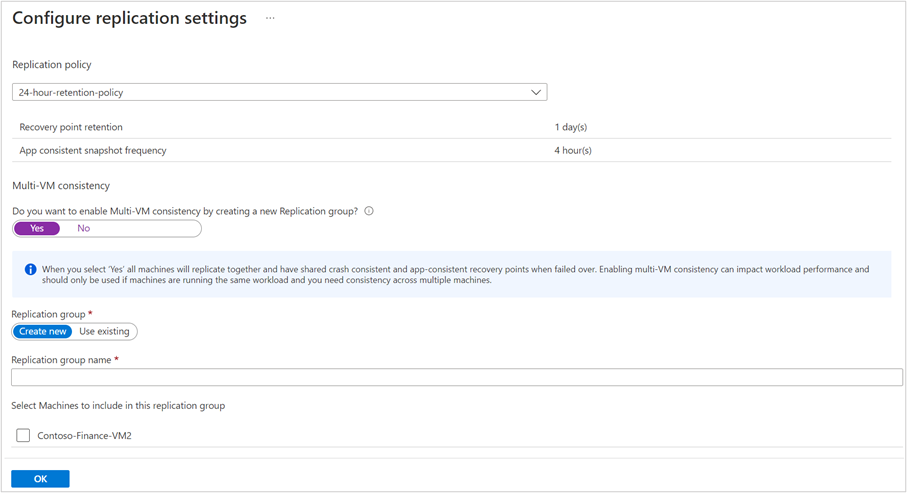 Configure replication settings ...
Replication policy
24-hour-retention-policy
Recovery point retention 1 day(s)
App consistent snapshot frequency 4 hour(s)
Multi-VM consistency
Do you want to enable Multi-VM consistency by creating a new Replication group?
Yes No
When you select 'Yes' all machines will replicate together and have shared crash consistent and app-consistent recovery points when failed over. Enabling multi-VM consistency can impact workload performance and
should only be used if machines are running the same workload and you need consistency across multiple machines.
Replication group *
Create new Use existing
Replication group name *
Select Machines to include in this replication group
Contoso-Finance-VM2
OK